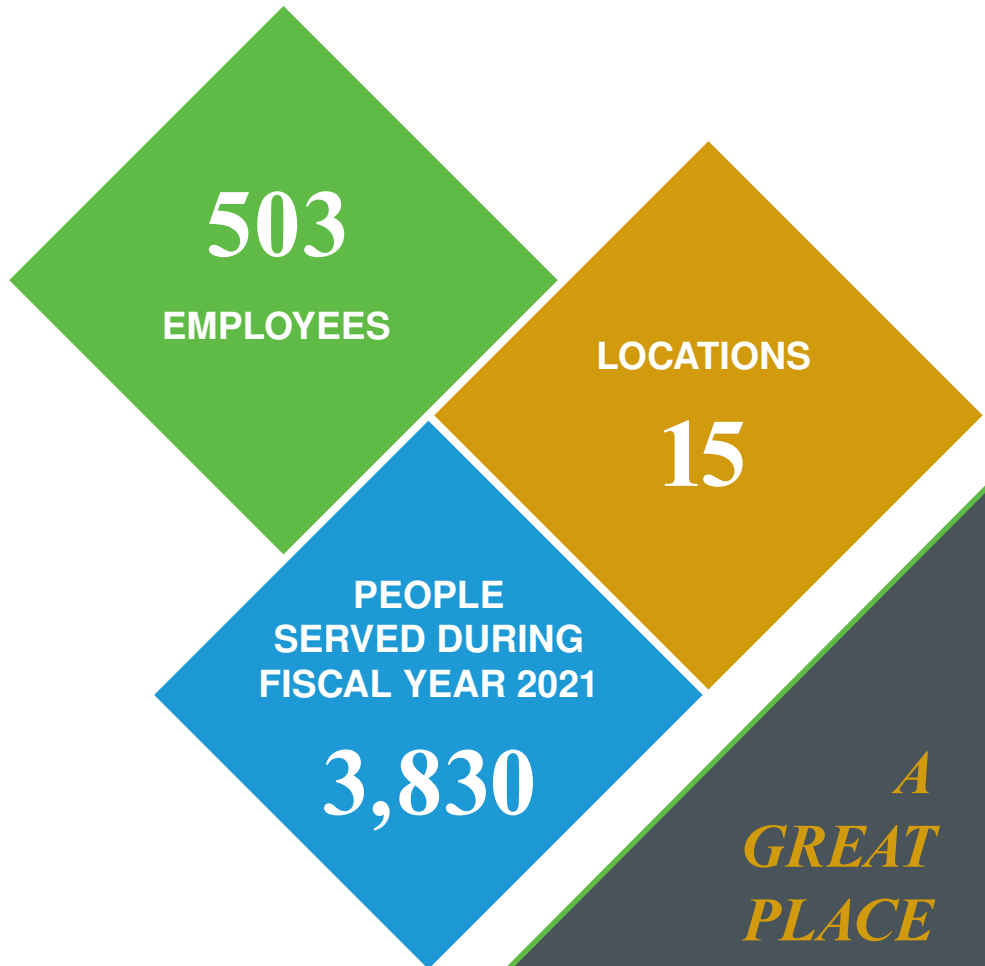 503
EMPLOYEES
LOCATIONS
15
PEOPLE
SERVED DURING
FISCAL YEAR 2021
3,830
A
GREAT
PLACE